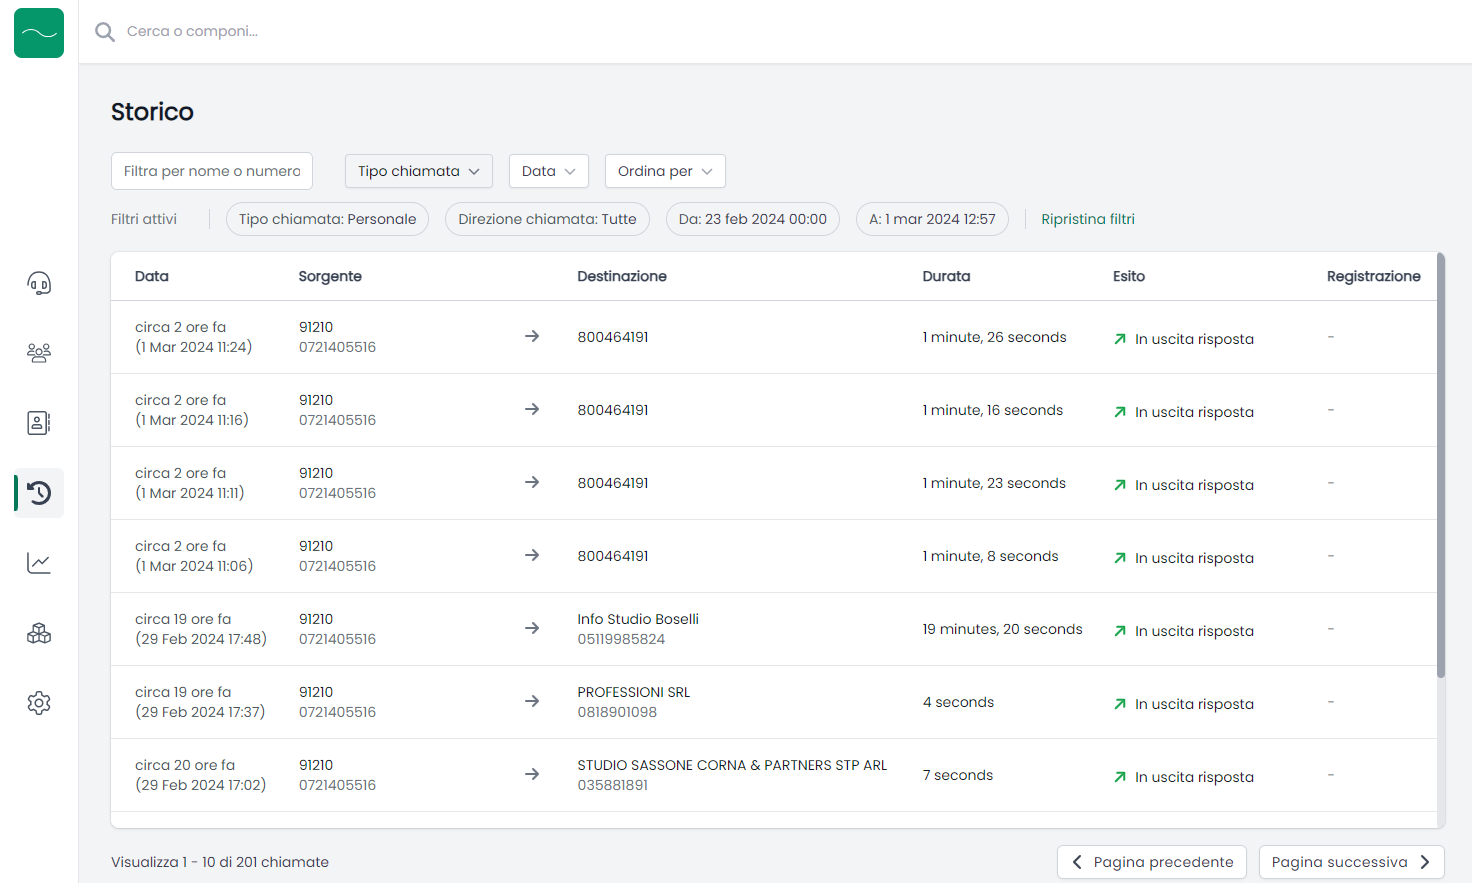 Cerca o componi...
Storico
Filtra per nome o numero
Tipo chiamata
Data
Ordina per
Filtri attivi
Tipo chiamata: Personale
Direzione chiamata: Tutte
Da: 23 feb 2024 00:00
A: 1 mar 2024 12:57
Ripristina filtri
Data Sorgente Destinazione Durata Esito Registrazione
circa 2 ore fa 91210
(1 Mar 2024 11:24) 0721405516 → 800464191 1 minute, 26 seconds In uscita risposta -
circa 2 ore fa 91210
(1 Mar 2024 11:16) 0721405516 → 800464191 1 minute, 16 seconds In uscita risposta -
circa 2 ore fa 91210
(1 Mar 2024 11:11) 0721405516 → 800464191 1 minute, 23 seconds In uscita risposta -
circa 2 ore fa 91210
(1 Mar 2024 11:06) 0721405516 → 800464191 1 minute, 8 seconds In uscita risposta -
circa 19 ore fa 91210 → Info Studio Boselli 19 minutes, 20 seconds In uscita risposta -
(29 Feb 2024 17:48) 0721405516 05119985824
circa 19 ore fa 91210 → PROFESSIONI SRL 4 seconds In uscita risposta -
(29 Feb 2024 17:37) 0721405516 0818901098
circa 20 ore fa 91210 → STUDIO SASSONE CORNA & PARTNERS STP ARL 7 seconds In uscita risposta -
(29 Feb 2024 17:02) 0721405516 035881891
Visualizza 1 - 10 di 201 chiamate
Pagina precedente
Pagina successiva